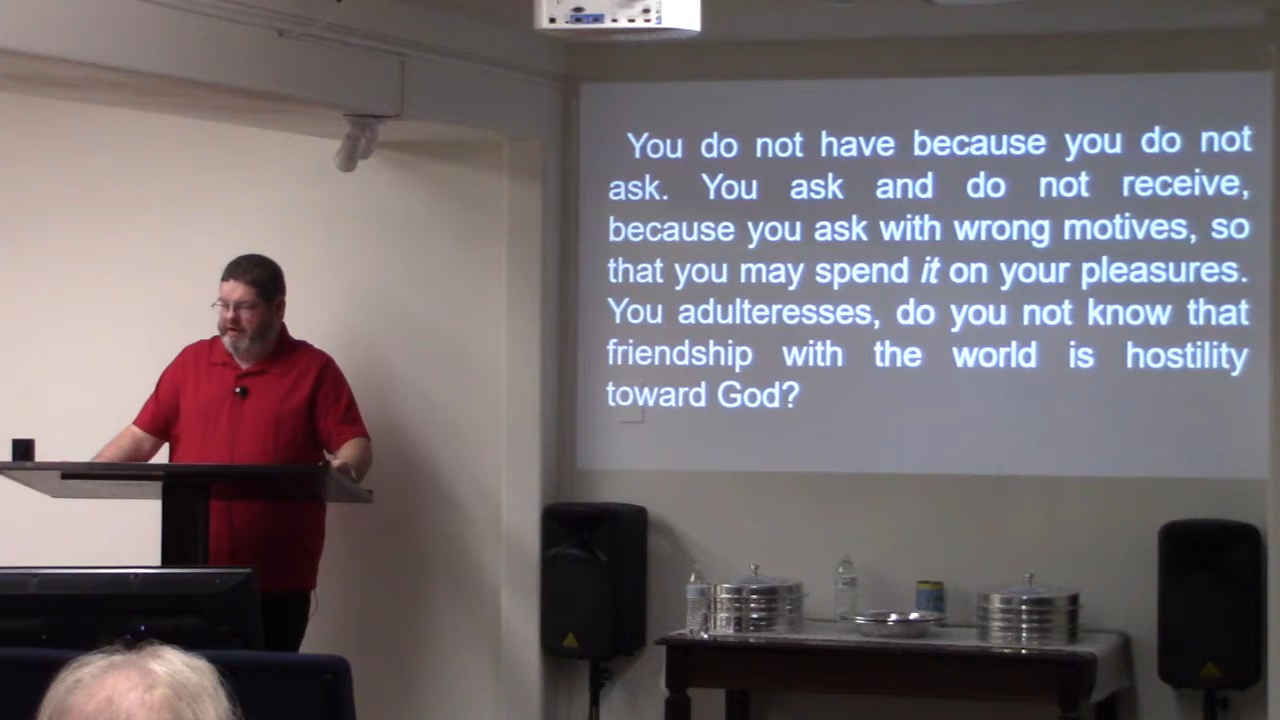 You do not have because you do not
ask. You ask and do not receive,
because you ask with wrong motives, so
that you may spend it on your pleasures.
You adulteresses, do you not know that
friendship with the world is hostility
toward God?